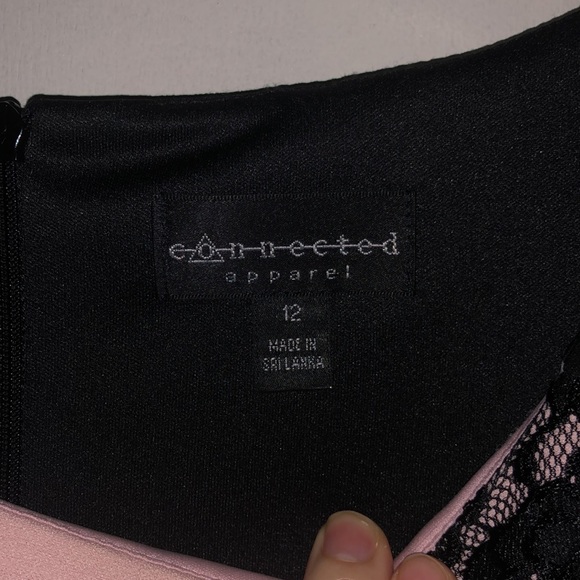 connected
apparel
12
MADE IN
SRI LANKA